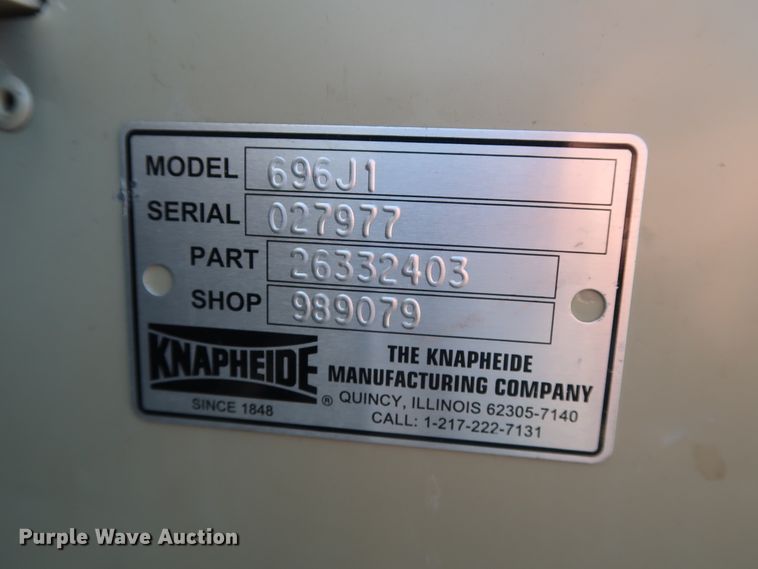 MODEL 696J1
SERIAL 027977
PART 26332403
SHOP 989079
KNAPHEIDE ®
SINCE 1848
THE KNAPHEIDE
MANUFACTURING COMPANY
QUINCY, ILLINOIS 62305-7140
CALL: 1-217-222-7131
Purple Wave Auction